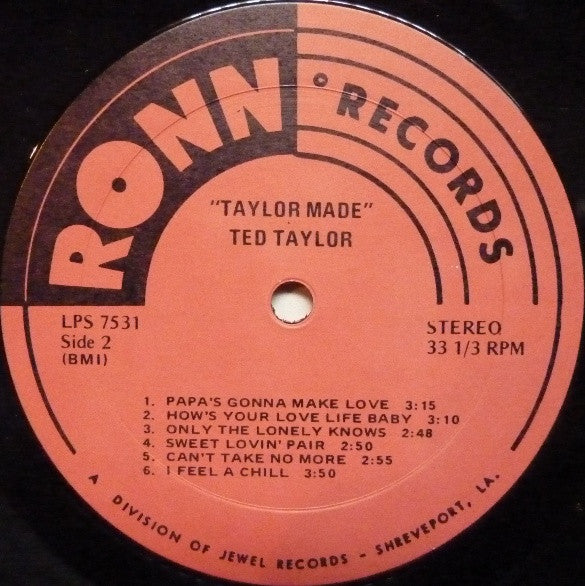 RONN RECORDS
"TAYLOR MADE"
TED TAYLOR
LPS 7531
Side 2
(BMI)
STEREO
33 1/3 RPM
1. PAPA'S GONNA MAKE LOVE 3:15
2. HOW'S YOUR LOVE LIFE BABY 3:10
3. ONLY THE LONELY KNOWS 2:48
4. SWEET LOVIN' PAIR 2:50
5. CAN'T TAKE NO MORE 2:55
6. I FEEL A CHILL 3:50
A DIVISION OF JEWEL RECORDS - SHREVEPORT, LA.